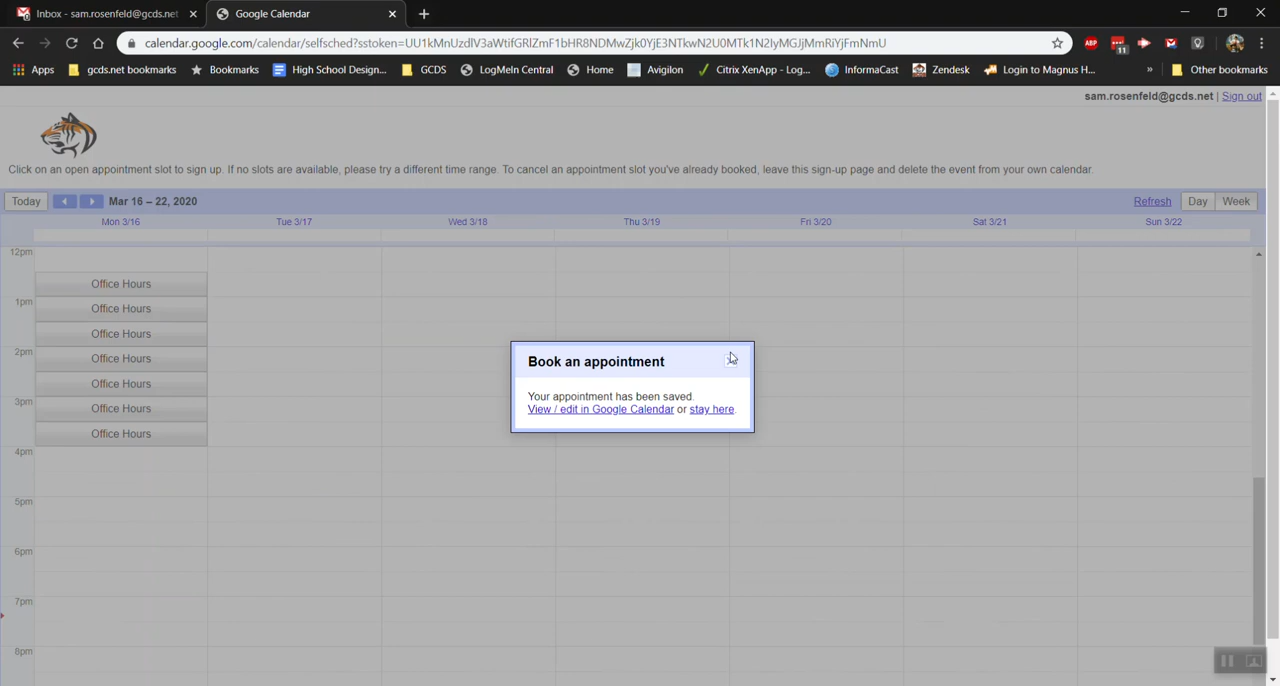 Inbox - sam.rosenfeld@gcds.net
Google Calendar
calendar.google.com/calendar/selfsched?sstoken=UU1kMnUzdlV3aWtifGRlZmF1bHR8NDMwZjk0YjE3NTkwN2U0MTk1N2IyMGJjMmRiYjFmNmU
ABP
11
Apps
gcds.net bookmarks
Bookmarks
High School Design...
GCDS
LogMeIn Central
Home
Avigilon
Citrix XenApp - Log...
InformaCast
Zendesk
Login to Magnus H...
»
Other bookmarks
sam.rosenfeld@gcds.net | Sign out
Click on an open appointment slot to sign up. If no slots are available, please try a different time range. To cancel an appointment slot you've already booked, leave this sign-up page and delete the event from your own calendar.
Today
Mar 16 – 22, 2020
Refresh
Day
Week
Mon 3/16
Tue 3/17
Wed 3/18
Thu 3/19
Fri 3/20
Sat 3/21
Sun 3/22
12pm
Office Hours
1pm
Office Hours
Office Hours
2pm
Office Hours
Office Hours
3pm
Office Hours
Office Hours
4pm
5pm
6pm
7pm
8pm
Book an appointment
Your appointment has been saved.
View / edit in Google Calendar or stay here.